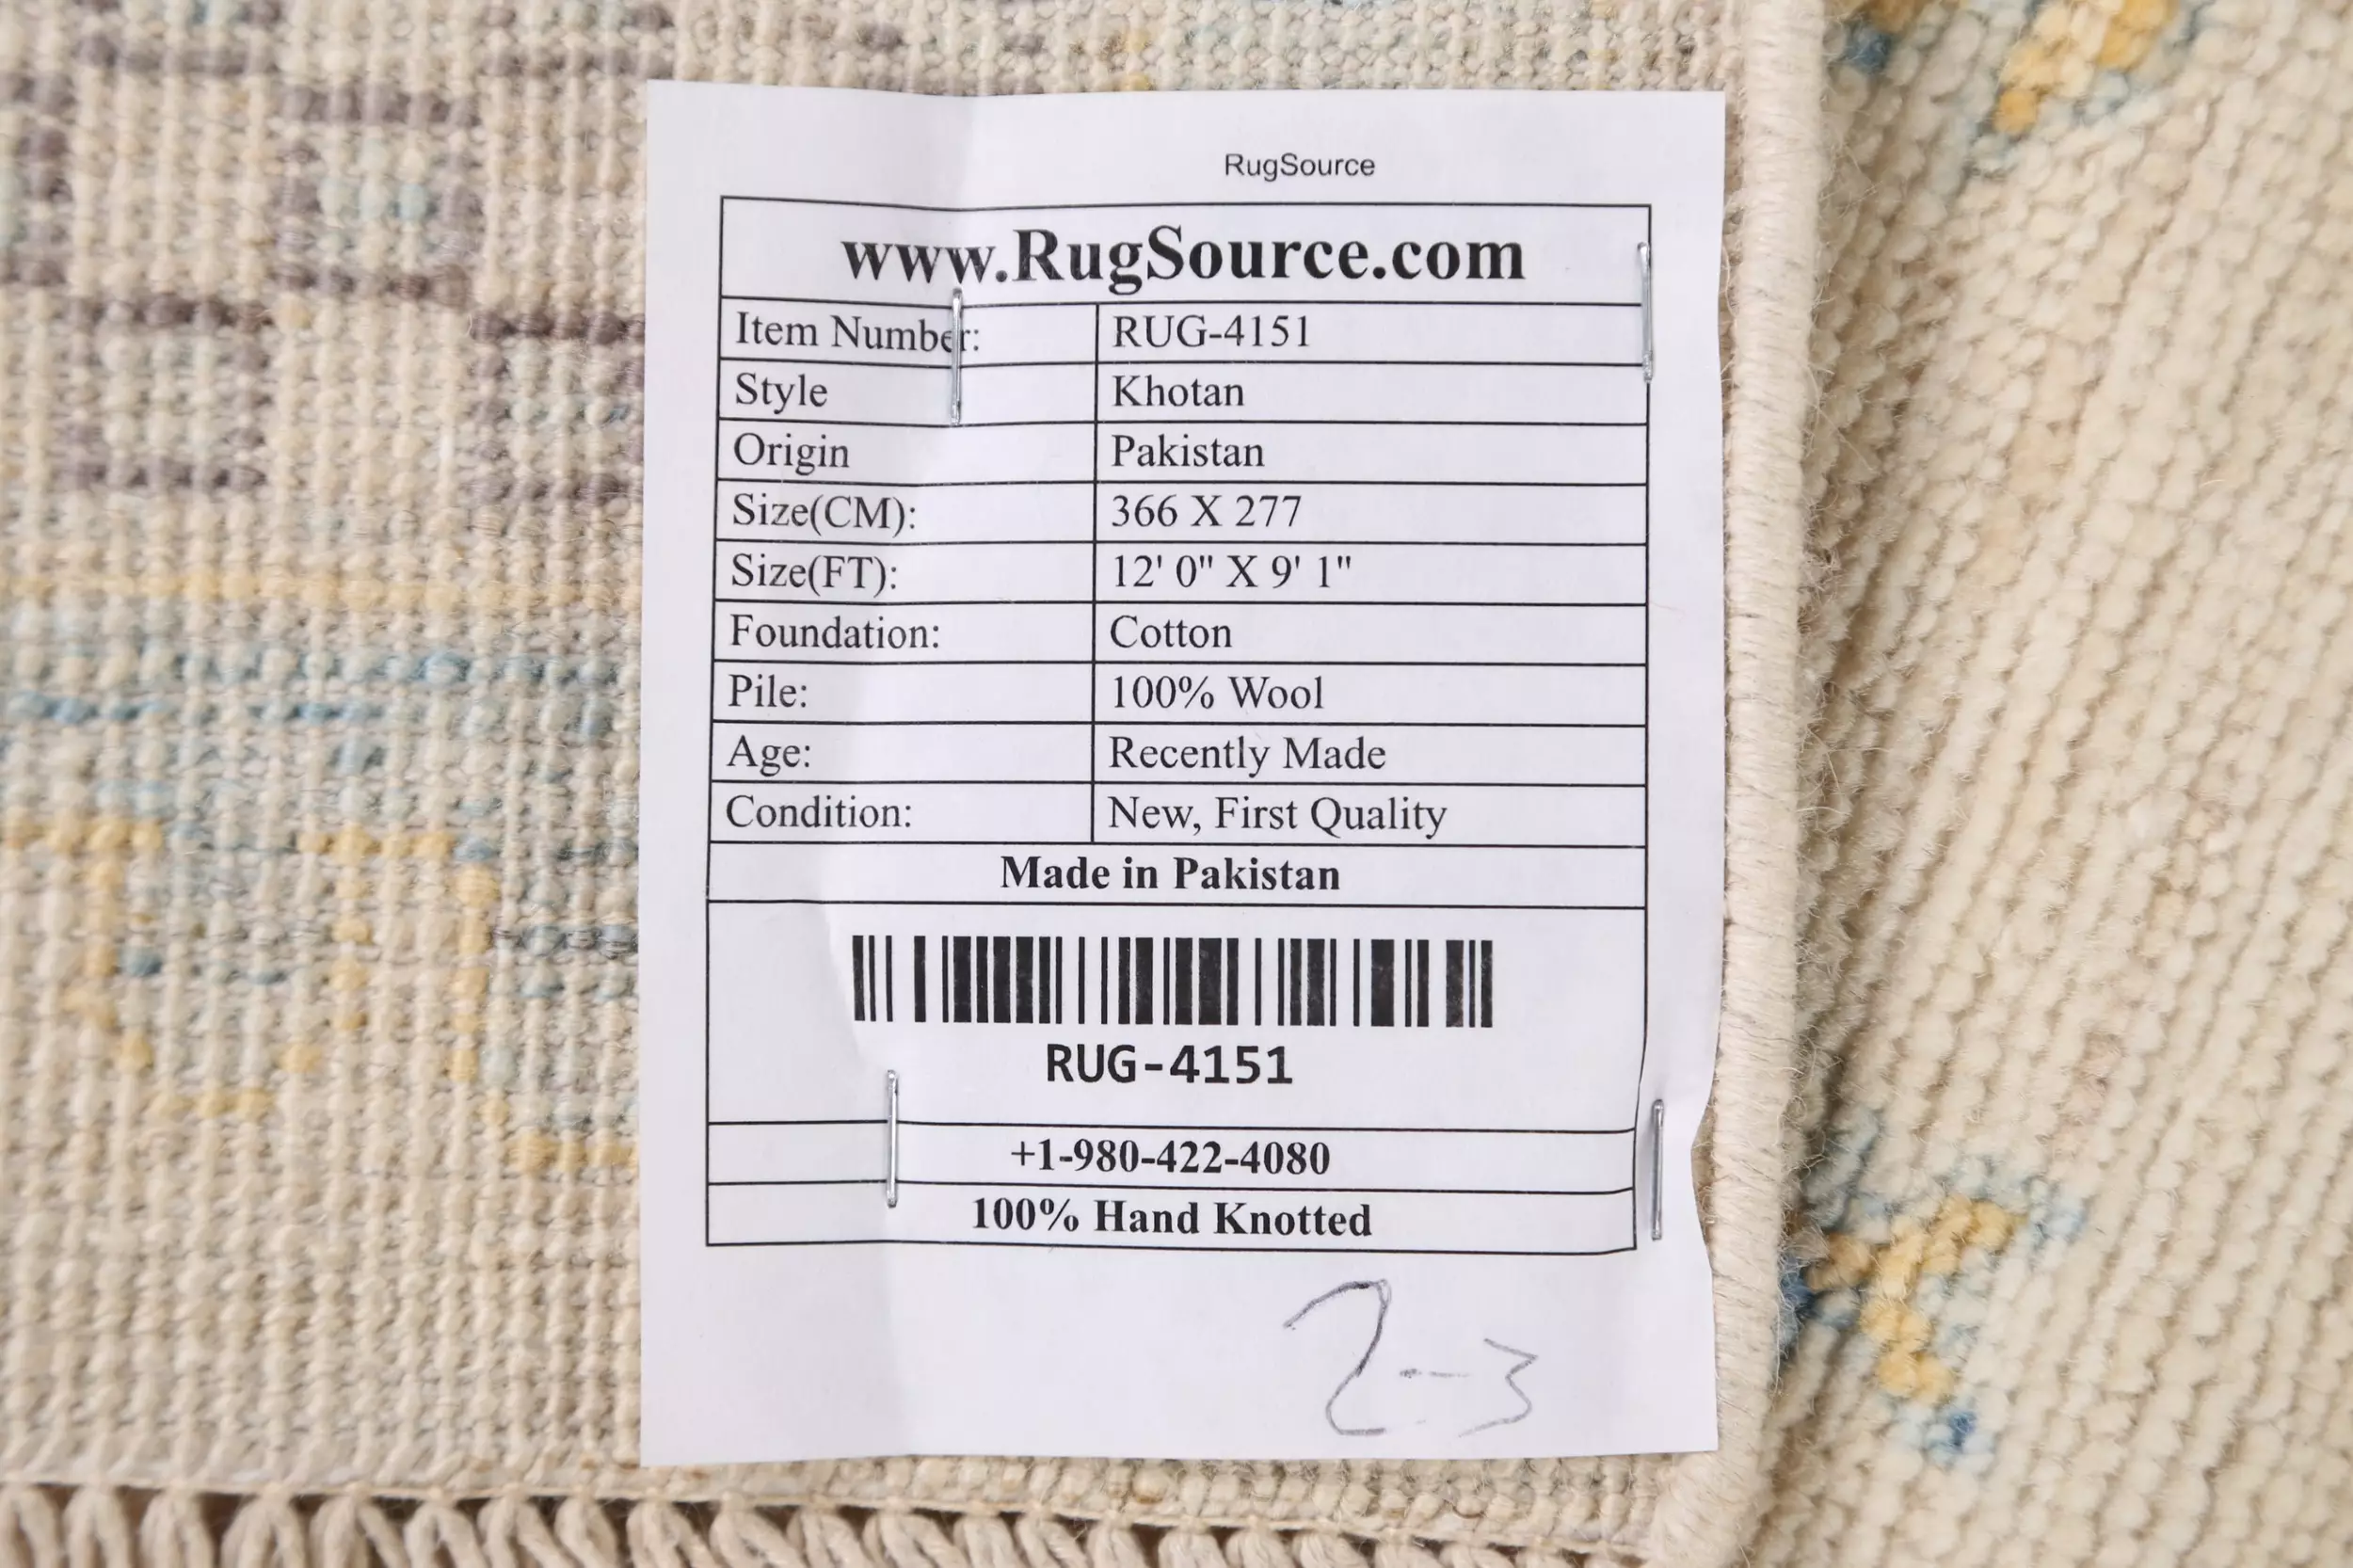 RugSource
www.RugSource.com
Item Number: RUG-4151
Style Khotan
Origin Pakistan
Size(CM): 366 X 277
Size(FT): 12' 0" X 9' 1"
Foundation: Cotton
Pile: 100% Wool
Age: Recently Made
Condition: New, First Quality
Made in Pakistan
RUG-4151
+1-980-422-4080
100% Hand Knotted
2-3